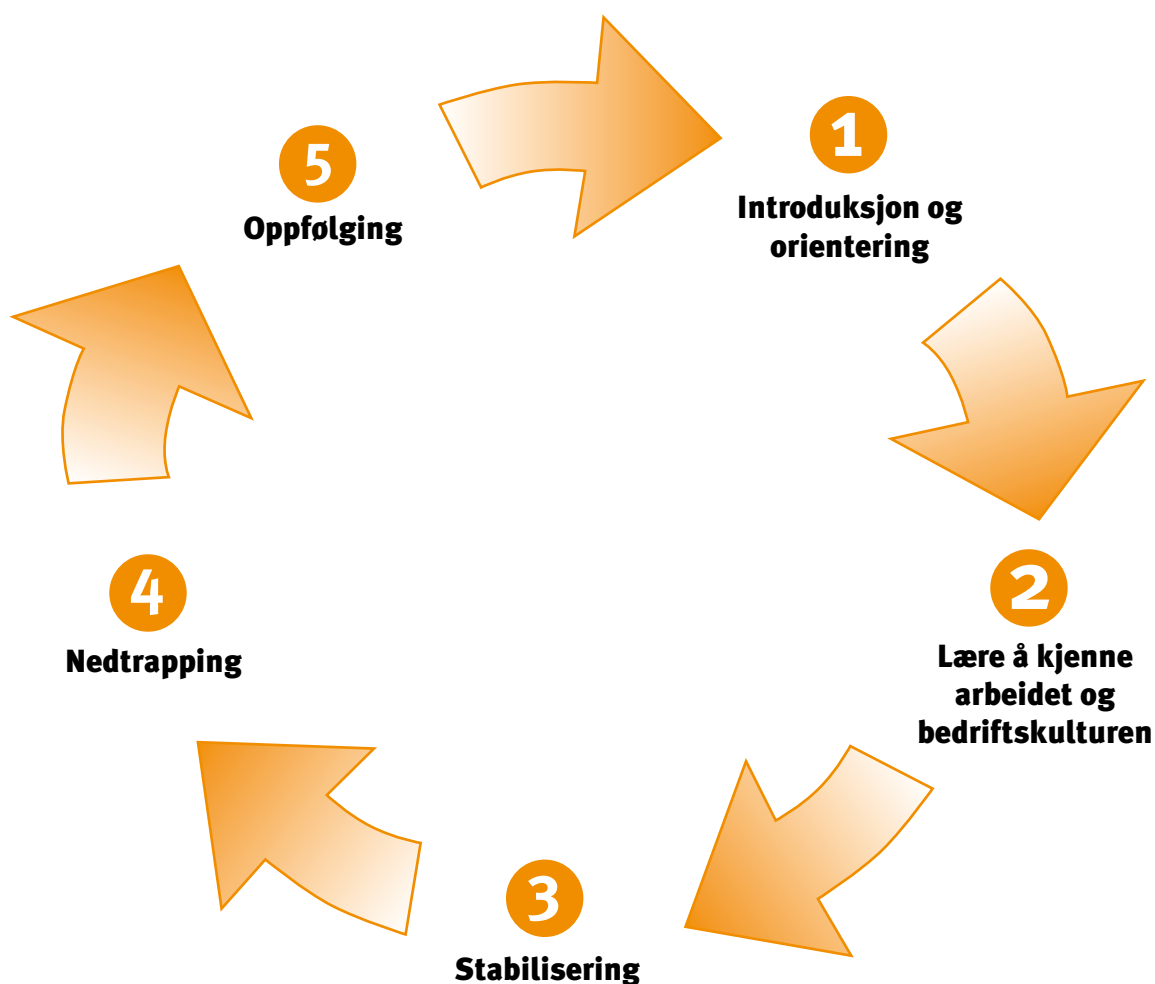 1
Introduksjon og
orientering
2
Lære å kjenne
arbeidet og
bedriftskulturen
3
Stabilisering
4
Nedtrapping
5
Oppfølging